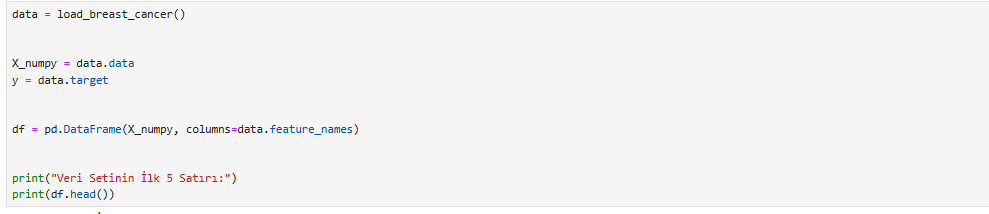 data = load_breast_cancer()
X_numpy = data.data
y = data.target
df = pd.DataFrame(X_numpy, columns=data.feature_names)
print("Veri Setinin İlk 5 Satırı:")
print(df.head())